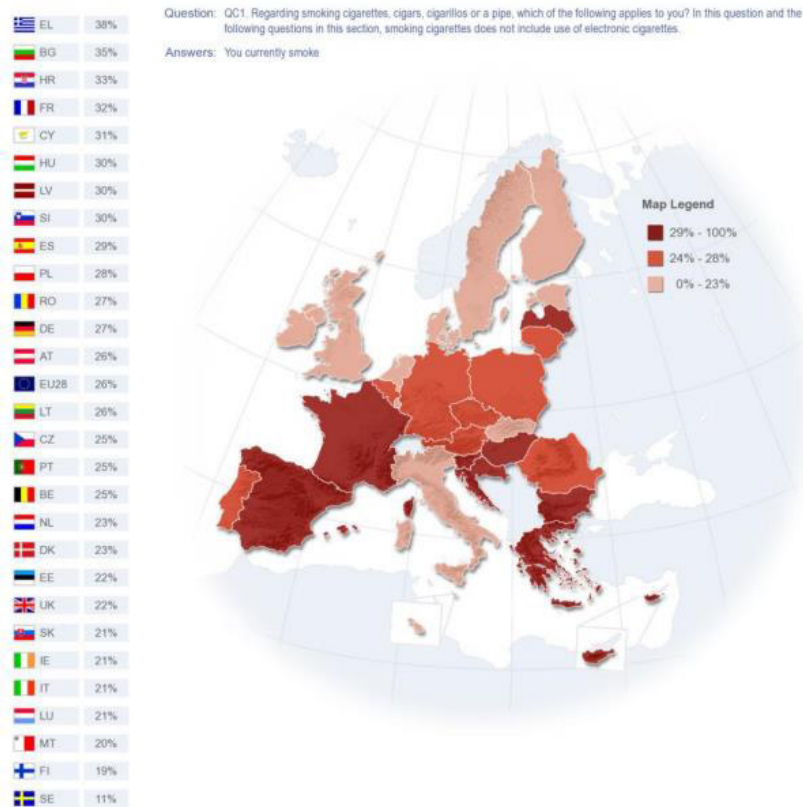 Question: QC1. Regarding smoking cigarettes, cigars, cigarillos or a pipe, which of the following applies to you? In this question and the
following questions in this section, smoking cigarettes does not include use of electronic cigarettes.
Answers: You currently smoke
EL 38%
BG 35%
HR 33%
FR 32%
CY 31%
HU 30%
LV 30%
SI 30%
ES 29%
PL 28%
RO 27%
DE 27%
AT 26%
EU28 26%
LT 26%
CZ 25%
PT 25%
BE 25%
NL 23%
DK 23%
EE 22%
UK 22%
SK 21%
IE 21%
IT 21%
LU 21%
MT 20%
FI 19%
SE 11%
Map Legend
29% - 100%
24% - 28%
0% - 23%